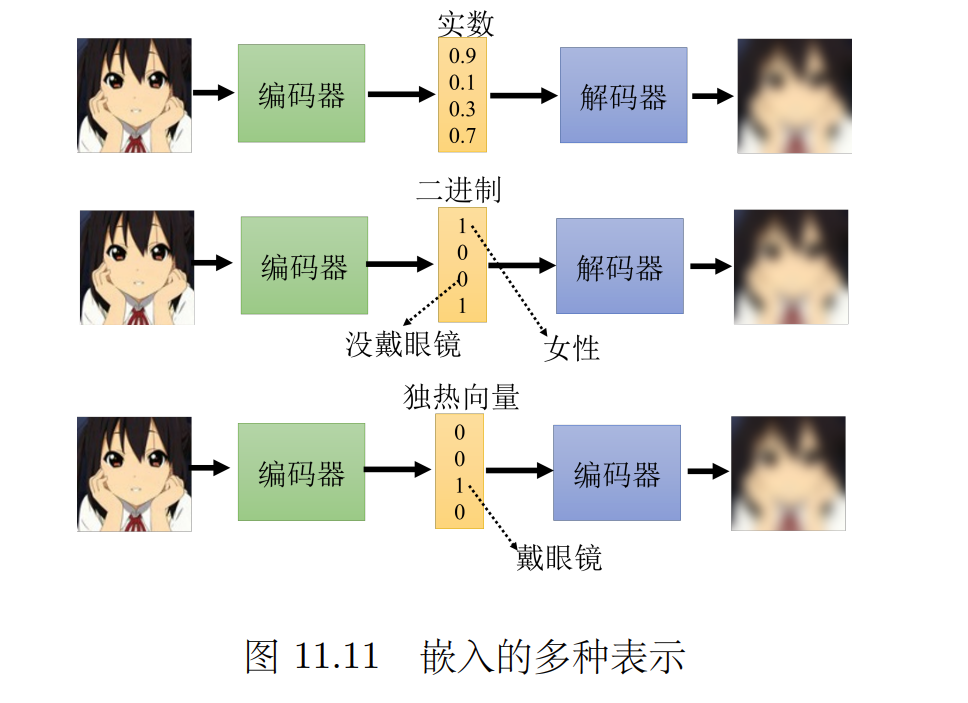 实数
编码器
0.9
0.1
0.3
0.7
解码器
二进制
编码器
1
0
0
1
解码器
没戴眼镜
女性
独热向量
编码器
0
0
1
0
编码器
戴眼镜
图 11.11 嵌入的多种表示